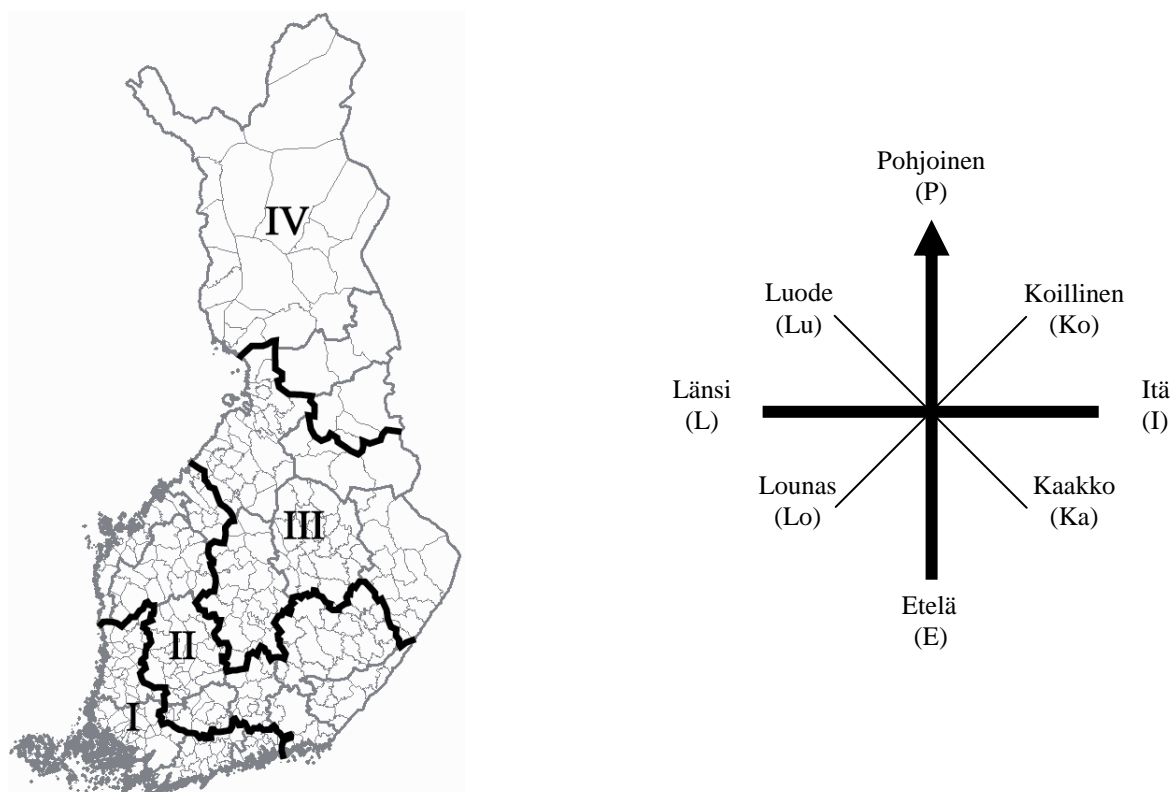 IV
III
II
I
Pohjoinen
(P)
Luode
(Lu)
Koillinen
(Ko)
Länsi
(L)
Itä
(I)
Lounas
(Lo)
Kaakko
(Ka)
Etelä
(E)